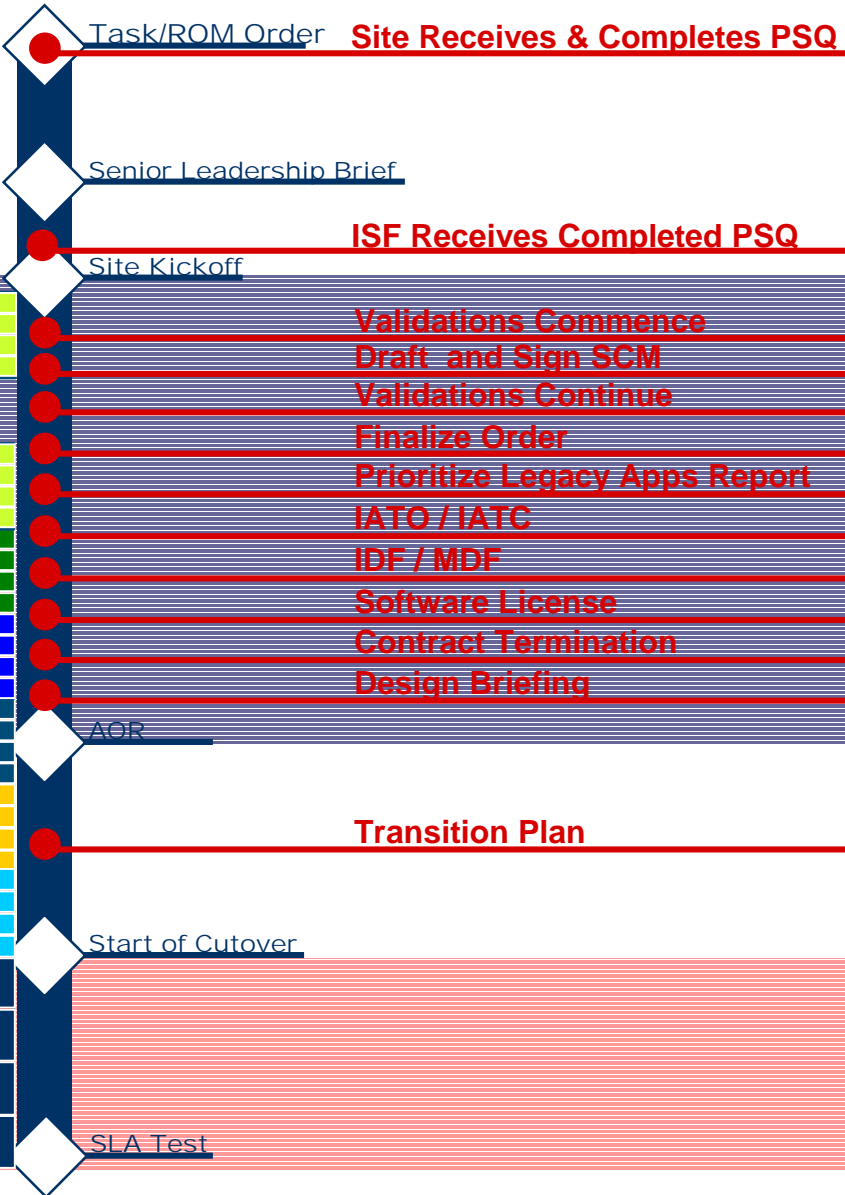 Task/ROM Order Site Receives & Completes PSQ
Senior Leadership Brief
ISF Receives Completed PSQ
Site Kickoff
Validations Commence
Draft and Sign SCM
Validations Continue
Finalize Order
Prioritize Legacy Apps Report
IATO / IATC
IDF / MDF
Software License
Contract Termination
Design Briefing
AOR
Transition Plan
Start of Cutover
SLA Test